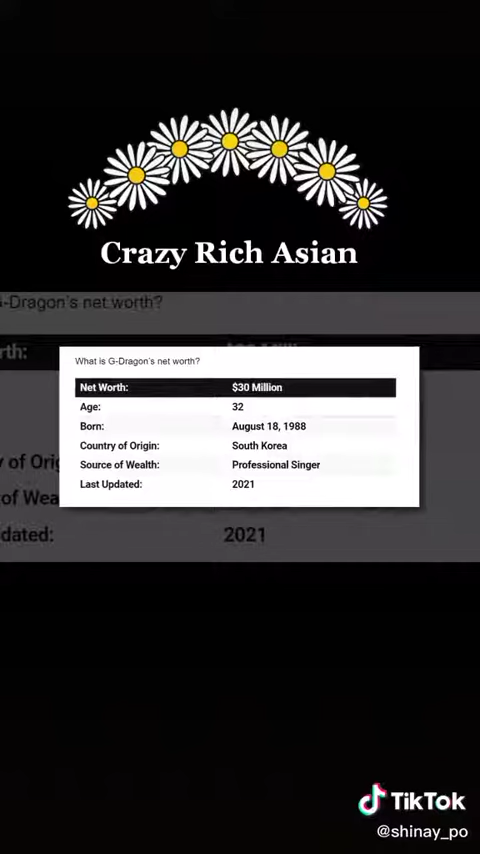 Crazy Rich Asian
G-Dragon's net worth?
rth:
What is G-Dragon's net worth?
Net Worth: $30 Million
Age: 32
Born: August 18, 1988
Country of Origin: South Korea
Source of Wealth: Professional Singer
Last Updated: 2021
y of Orig
of Wea
dated: 2021
TikTok
@shinay_po